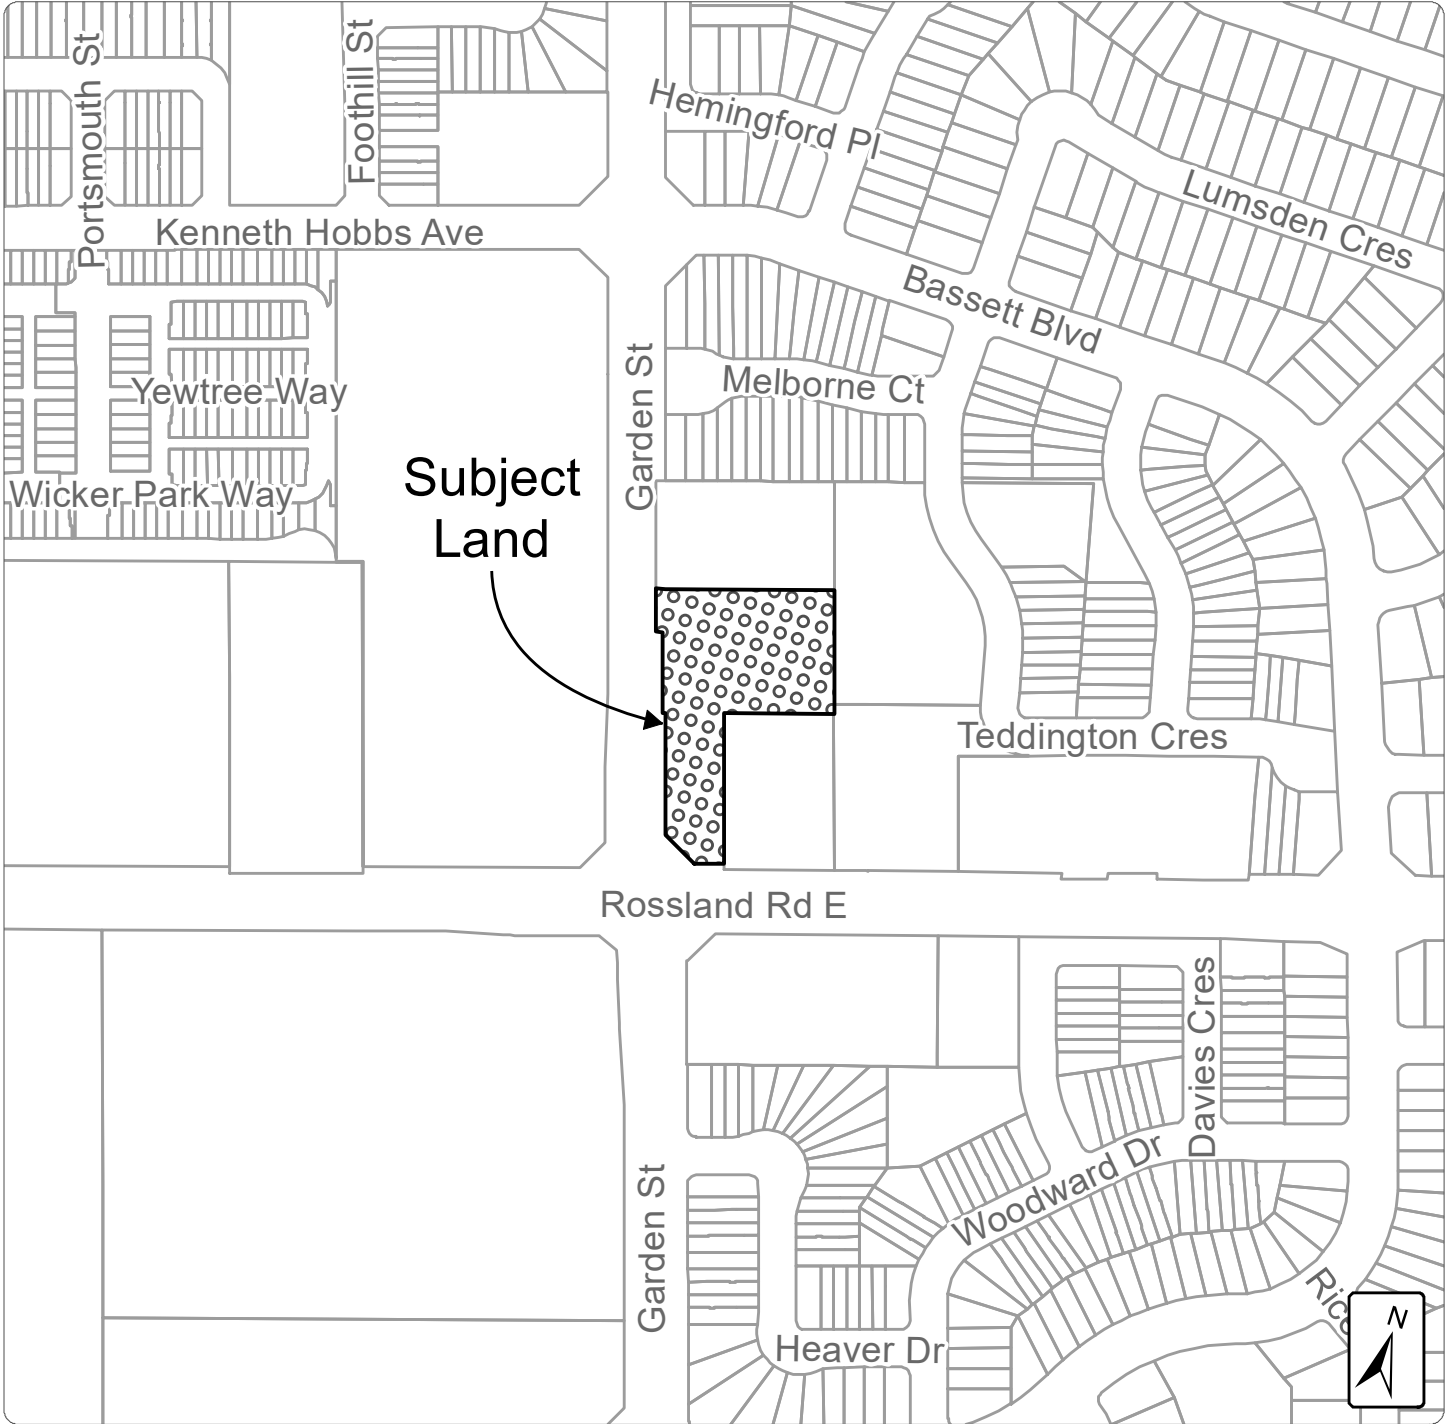 Portsmouth St
Foothill St
Hemingford Pl
Lumsden Cres
Kenneth Hobbs Ave
Bassett Blvd
Yewtree Way
Garden St
Melborne Ct
Subject
Land
Wicker Park Way
Teddington Cres
Rossland Rd E
Davies Cres
Woodward Dr
Garden St
Rice
Heaver Dr
N